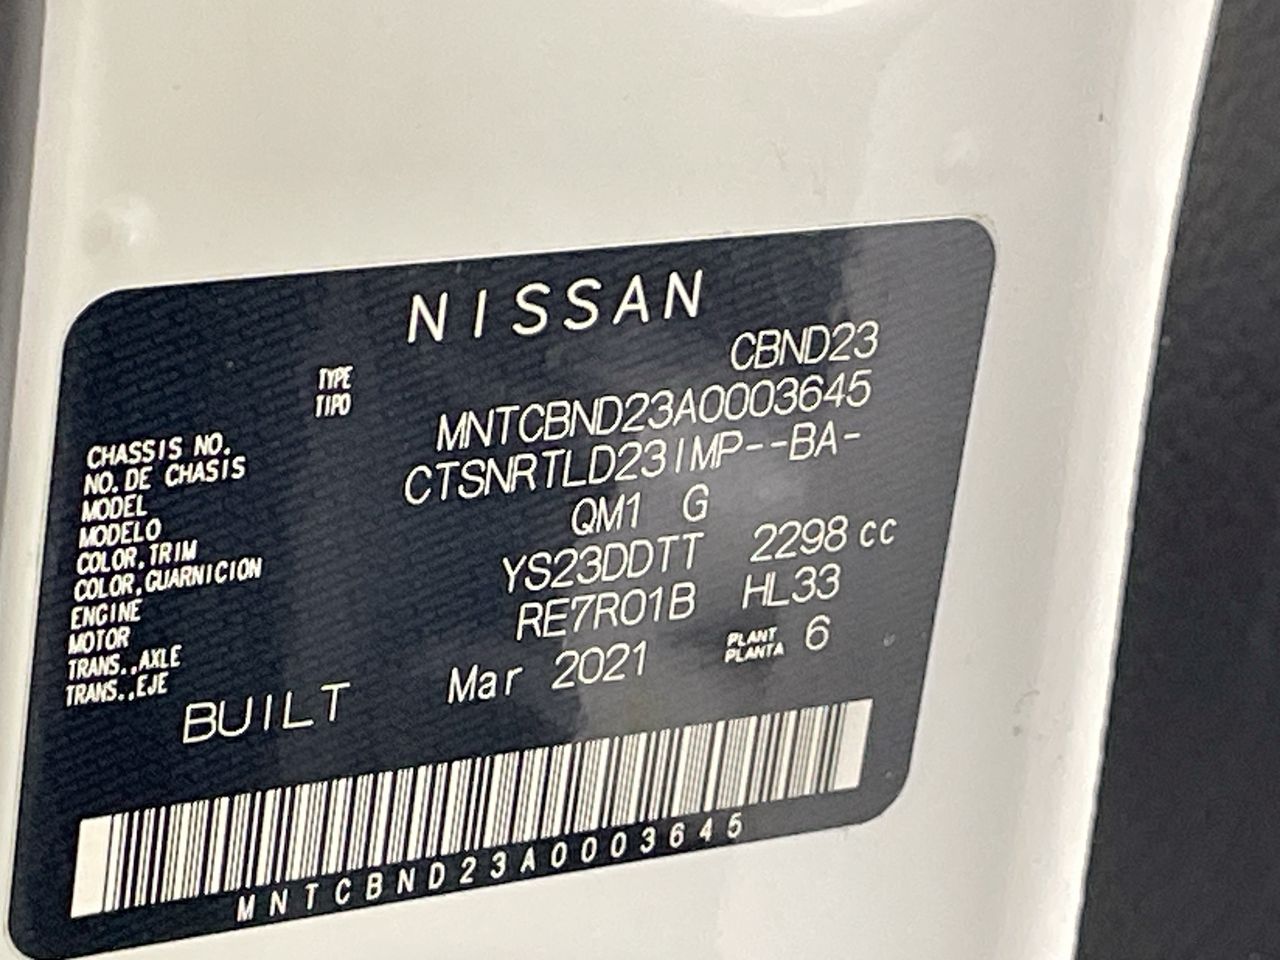 NISSAN
TYPE CBND23
TIPO
CHASSIS NO. MNTCBND23A0003645
NO. DE CHASIS
MODEL CTSNRTLD23IMP--BA-
MODELO
COLOR, TRIM QM1 G
COLOR, GUARNICION
ENGINE YS23DDTT 2298 cc
MOTOR
TRANS., AXLE RE7R01B HL33
TRANS., EJE
BUILT Mar 2021 PLANT 6
PLANTA
MNTCBND23A0003645